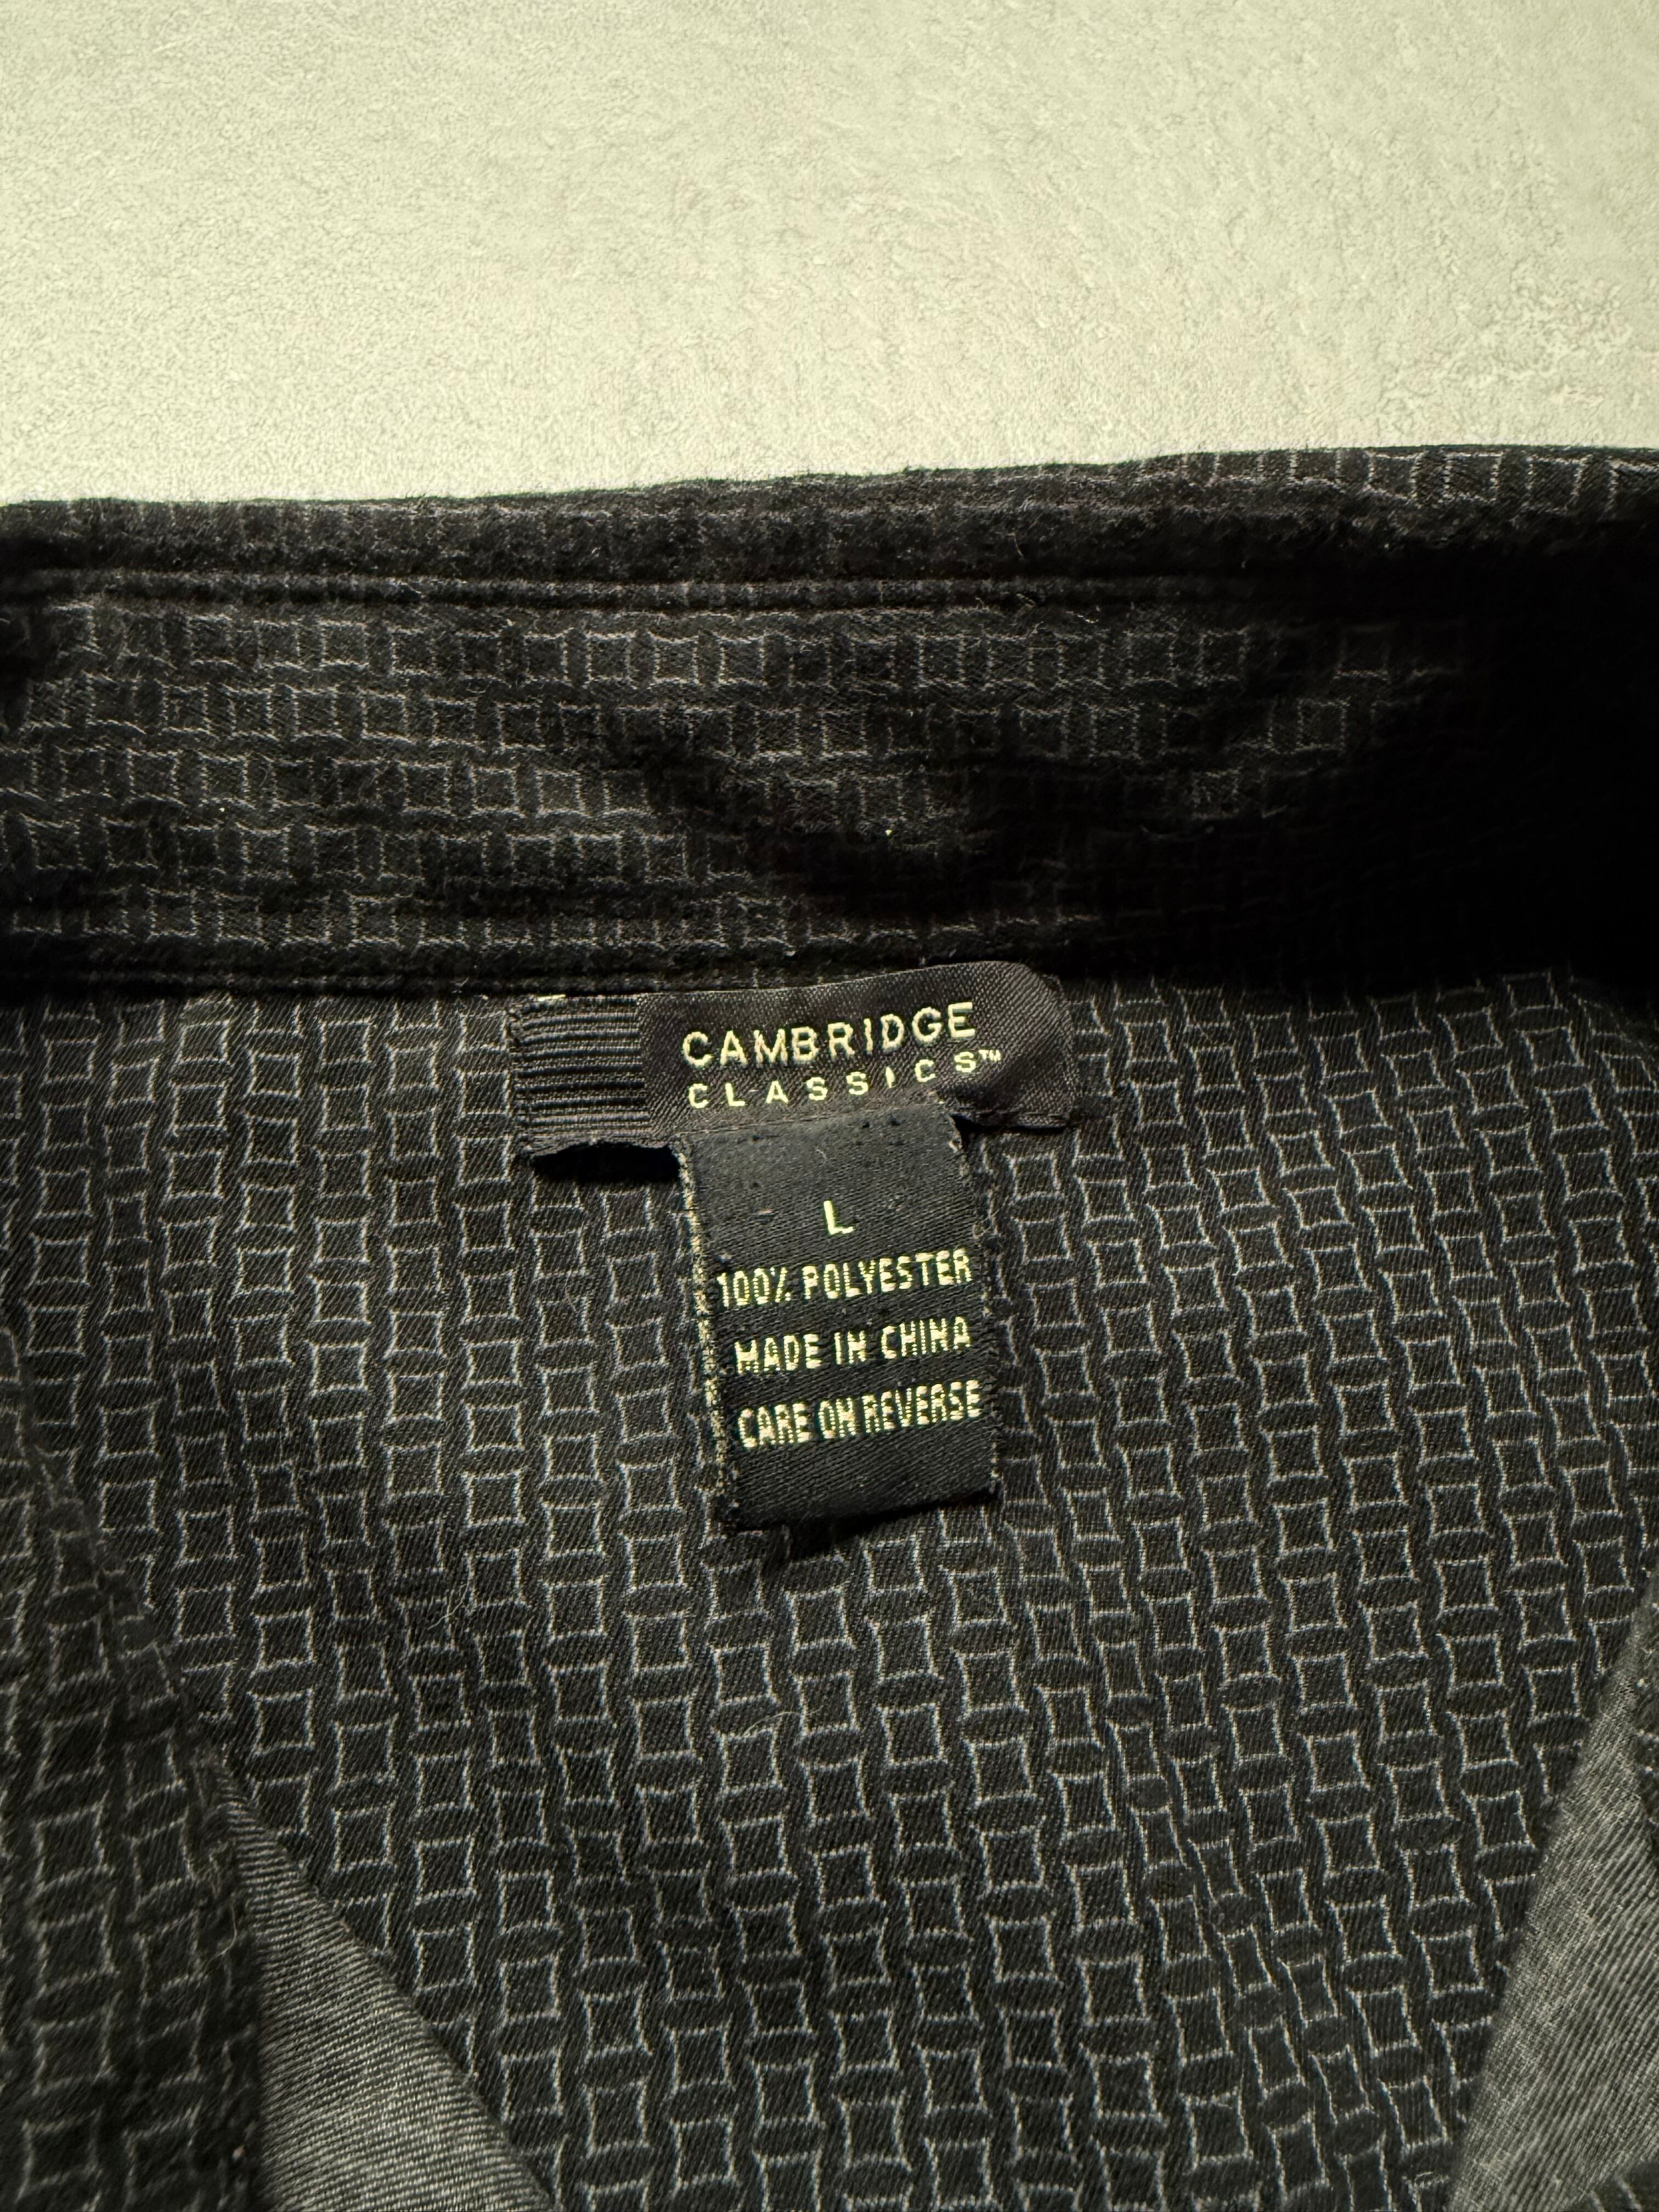 CAMBRIDGE
CLASSICS™
L
100% POLYESTER
MADE IN CHINA
CARE ON REVERSE